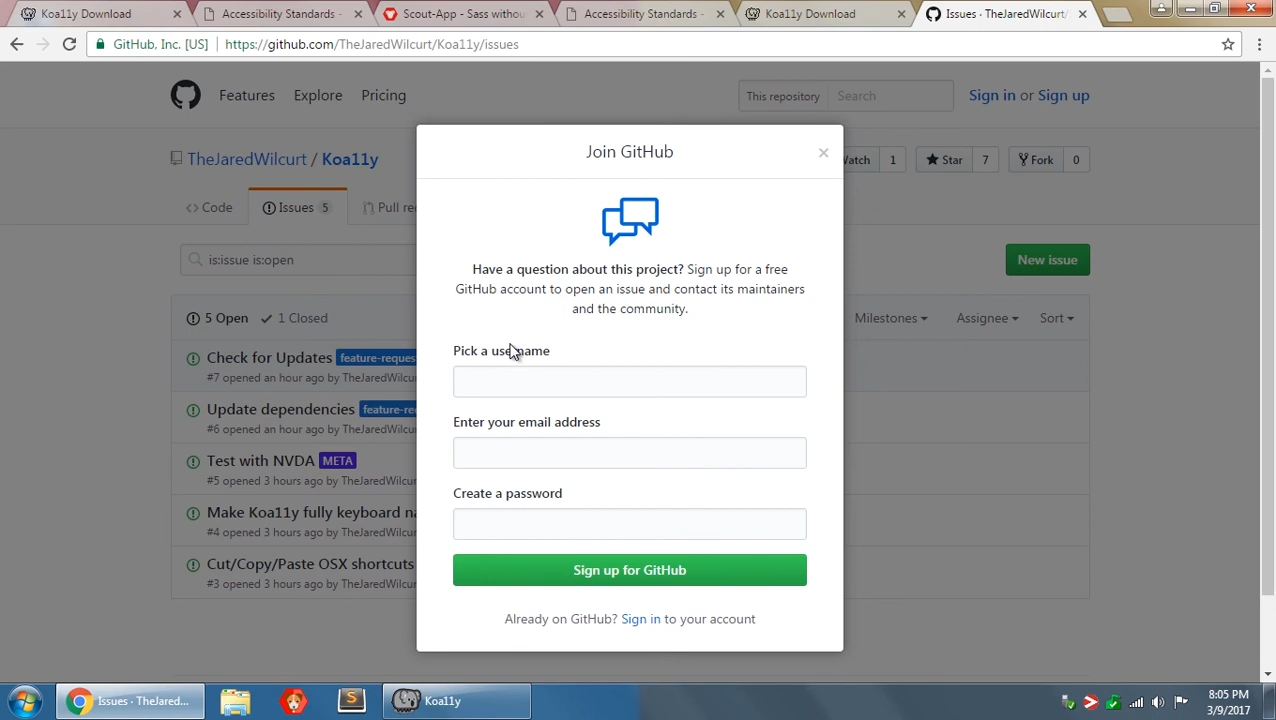 Koa11y Download
Accessibility Standards -
Scout-App - Sass withou
Accessibility Standards -
Koa11y Download
Issues · TheJaredWilcurt/
GitHub, Inc. [US]
https://github.com/TheJaredWilcurt/Koa11y/issues
Features
Explore
Pricing
This repository
Search
Sign in or Sign up
TheJaredWilcurt / Koa11y
Watch 1
Star 7
Fork 0
Code
Issues 5
Pull re
is:issue is:open
New issue
5 Open
1 Closed
Milestones
Assignee
Sort
Check for Updates feature-reques
#7 opened an hour ago by TheJaredWilcur
Update dependencies feature-re
#6 opened an hour ago by TheJaredWilcu
Test with NVDA META
#5 opened 3 hours ago by TheJaredWilcur
Make Koa11y fully keyboard na
#4 opened 3 hours ago by TheJaredWilcur
Cut/Copy/Paste OSX shortcuts
#3 opened 3 hours ago by TheJaredWilcur
Join GitHub
Have a question about this project? Sign up for a free
GitHub account to open an issue and contact its maintainers
and the community.
Pick a username
Enter your email address
Create a password
Sign up for GitHub
Already on GitHub? Sign in to your account
Issues · TheJared...
Koa11y
8:05 PM
3/9/2017